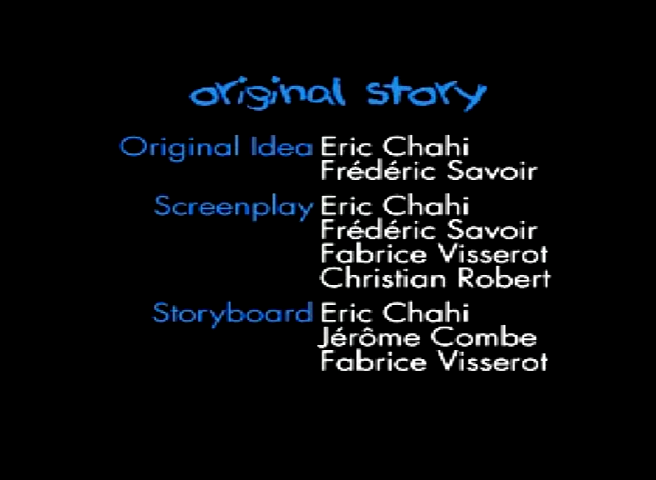 original story
Original Idea Eric Chahi
Frédéric Savoir
Screenplay Eric Chahi
Frédéric Savoir
Fabrice Visserot
Christian Robert
Storyboard Eric Chahi
Jérôme Combe
Fabrice Visserot